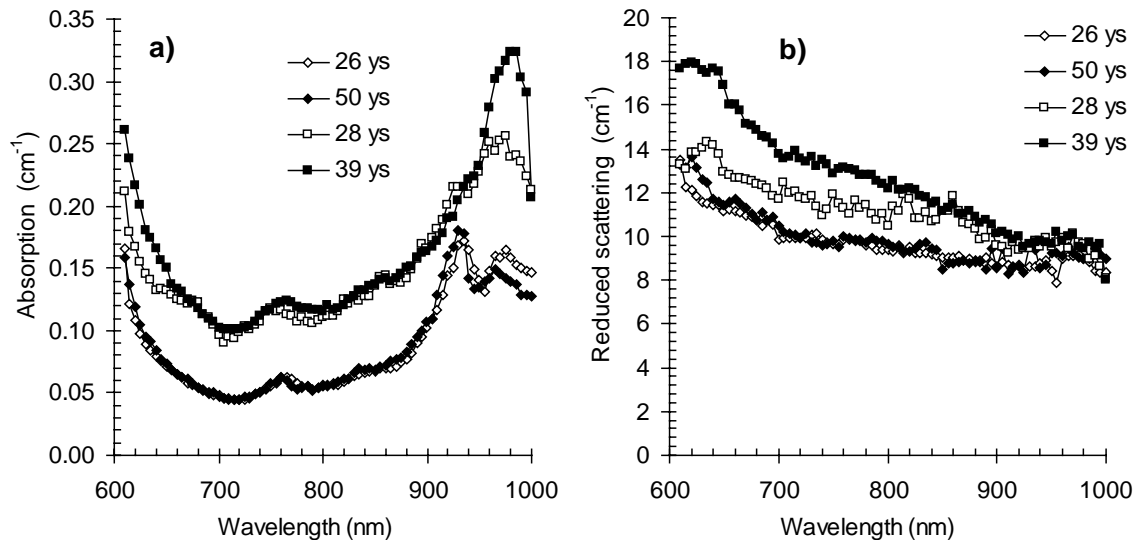 a)
26 ys
50 ys
28 ys
39 ys
Absorption (cm-1)
0.35
0.30
0.25
0.20
0.15
0.10
0.05
0.00
600
700
800
900
1000
Wavelength (nm)
b)
26 ys
50 ys
28 ys
39 ys
Reduced scattering (cm-1)
20
18
16
14
12
10
8
6
4
2
0
600
700
800
900
1000
Wavelength (nm)